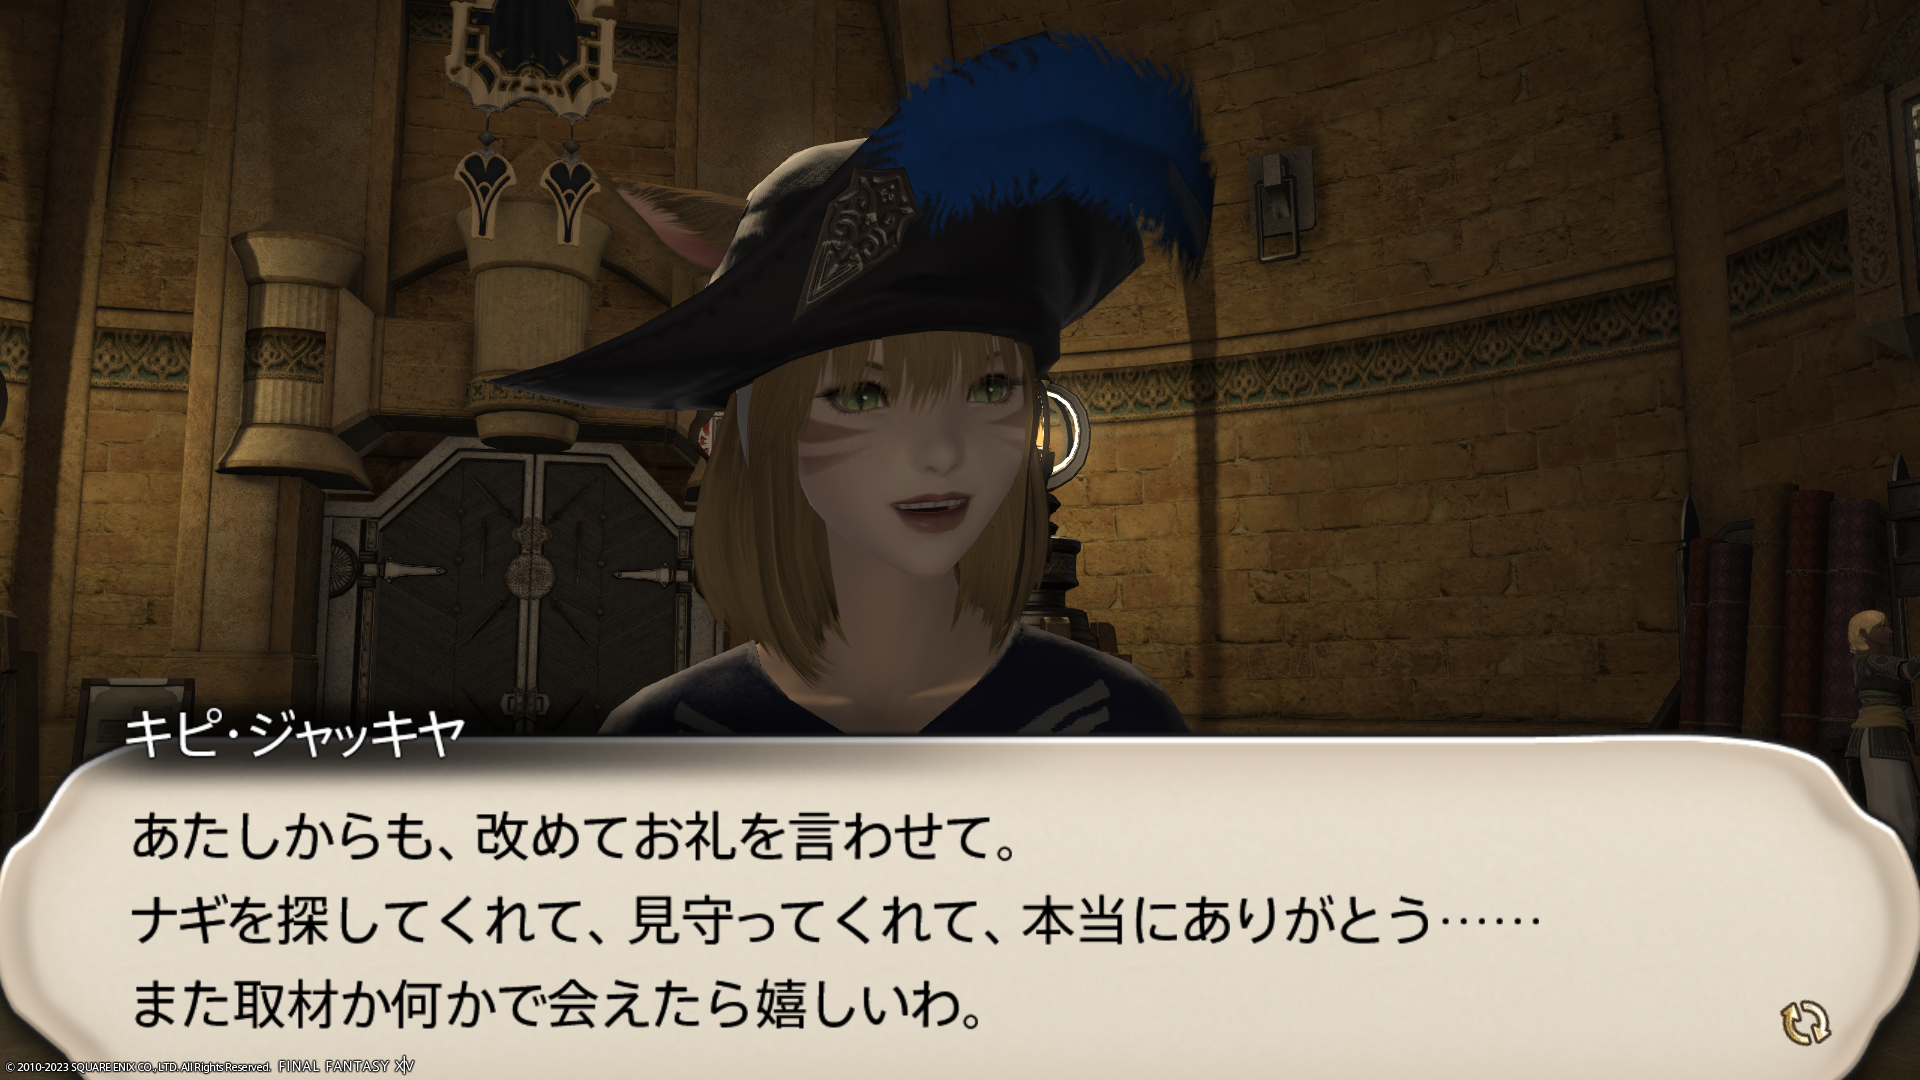 キピ・ジャッキヤ
あたしからも、改めてお礼を言わせて。
ナギを探してくれて、見守ってくれて、本当にありがとう……
また取材か何かで会えたら嬉しいわ。
© 2010-2023 SQUARE ENIX CO., LTD. All Rights Reserved. FINAL FANTASY XIV